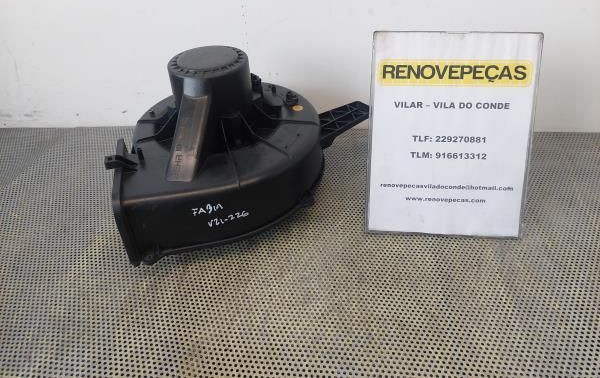 RENOVEPEÇAS
VILAR – VILA DO CONDE
TLF: 229270881
TLM: 916613312
renovepecasviladoconde@hotmail.com
www.renovepecas.com
FABIA
V21-226